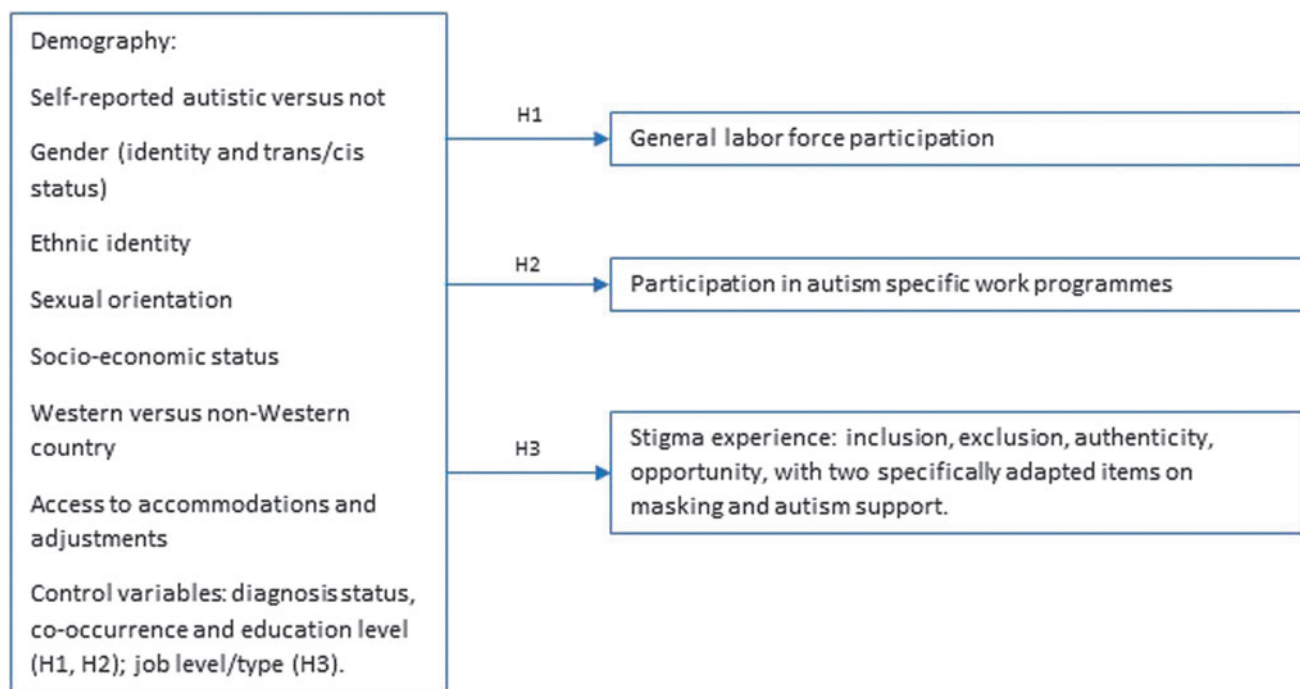 Demography:
Self-reported autistic versus not
Gender (identity and trans/cis
status)
Ethnic identity
Sexual orientation
Socio-economic status
Western versus non-Western
country
Access to accommodations and
adjustments
Control variables: diagnosis status,
co-occurrence and education level
(H1, H2); job level/type (H3).
H1
General labor force participation
H2
Participation in autism specific work programmes
H3
Stigma experience: inclusion, exclusion, authenticity,
opportunity, with two specifically adapted items on
masking and autism support.